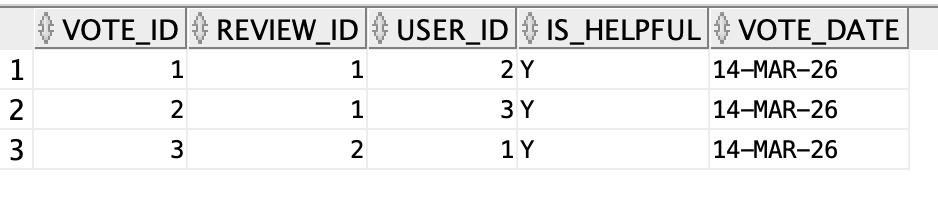 VOTE_ID REVIEW_ID USER_ID IS_HELPFUL VOTE_DATE
1 1 1 2 Y 14-MAR-26
2 2 1 3 Y 14-MAR-26
3 3 2 1 Y 14-MAR-26